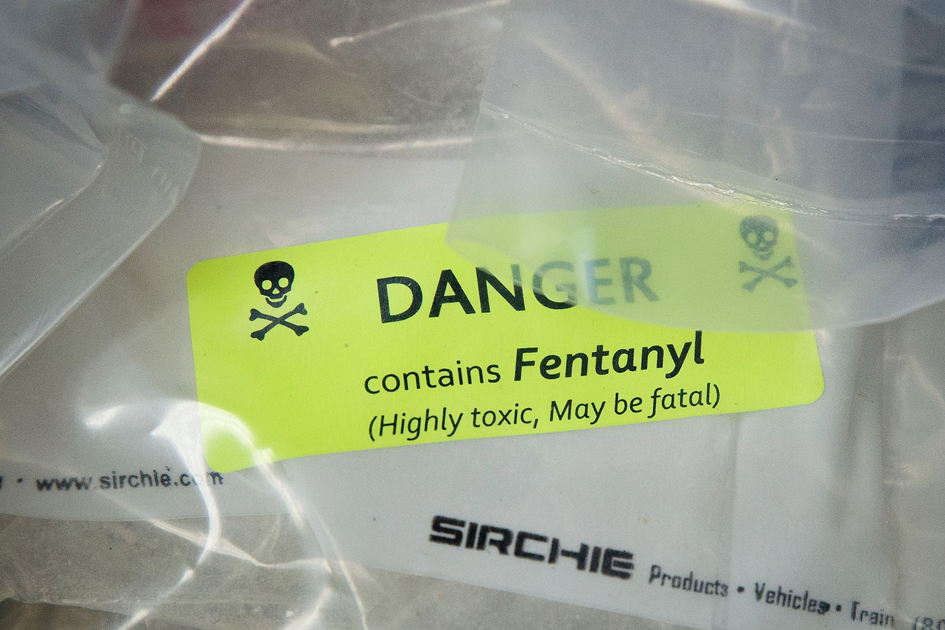 DANGER
contains Fentanyl
(Highly toxic, May be fatal)
· www.sirchie.com
SIRCHIE Products · Vehicles · Train